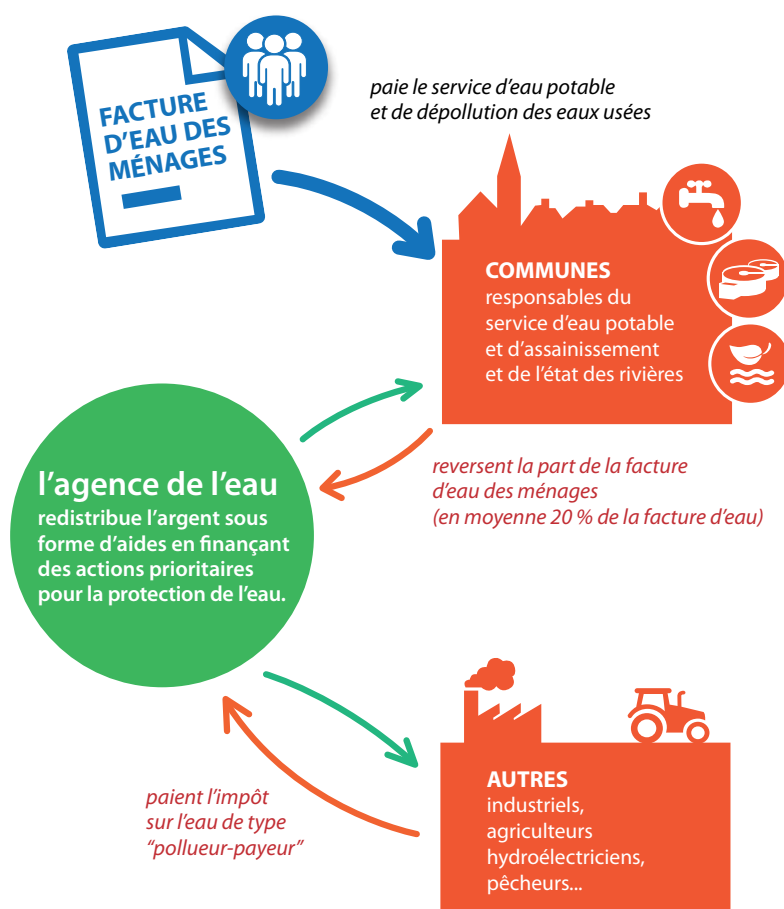 FACTURE
D'EAU DES
MÉNAGES
paie le service d'eau potable
et de dépollution des eaux usées
COMMUNES
responsables du
service d'eau potable
et d'assainissement
et de l'état des rivières
reversent la part de la facture
d'eau des ménages
(en moyenne 20 % de la facture d'eau)
l'agence de l'eau
redistribue l'argent sous
forme d'aides en finançant
des actions prioritaires
pour la protection de l'eau.
paient l'impôt
sur l'eau de type
“pollueur-payeur”
AUTRES
industriels,
agriculteurs
hydroélectriciens,
pêcheurs...